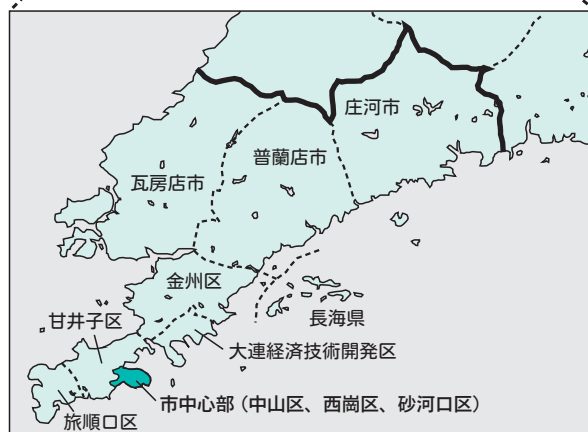 庄河市
普蘭店市
瓦房店市
金州区
長海県
甘井子区
大連経済技術開発区
市中心部（中山区、西崗区、砂河口区）
旅順口区